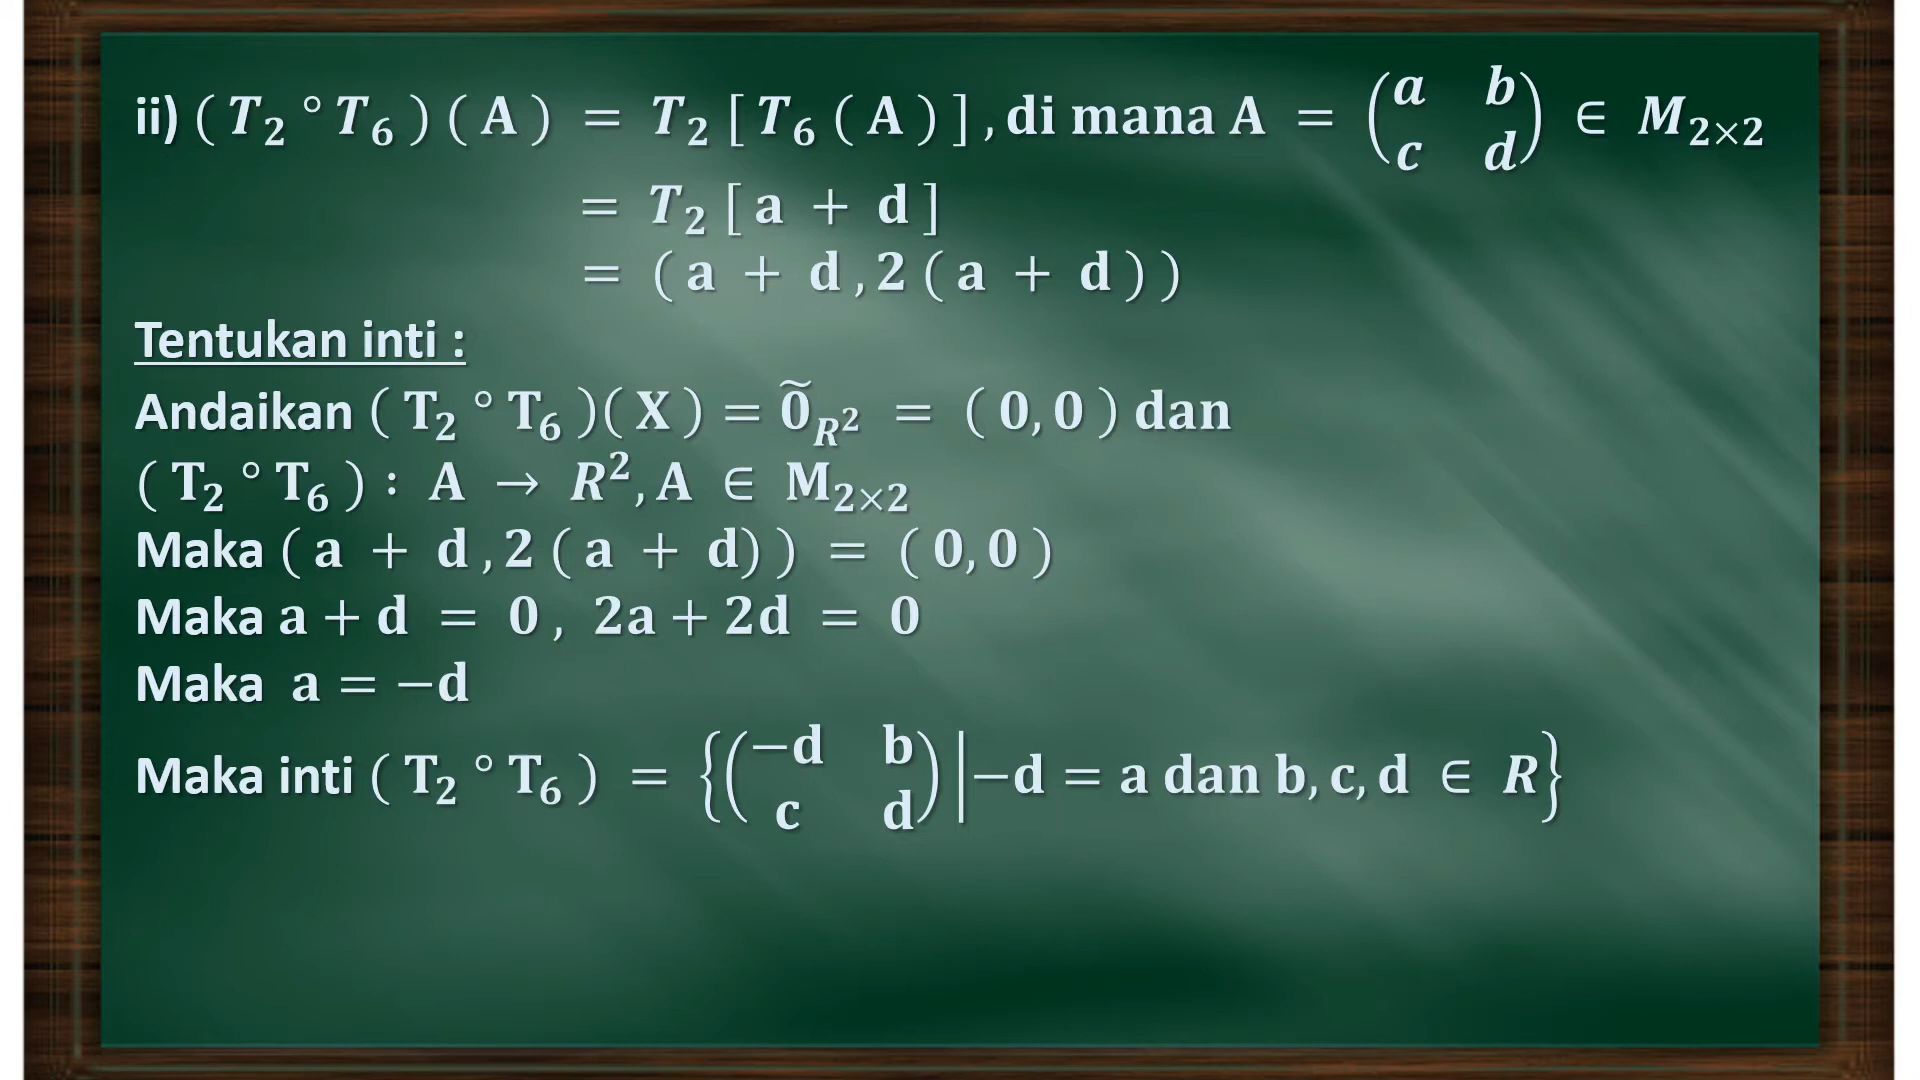 ii) ( T₂ ° T₆ ) ( A ) = T₂ [ T₆ ( A ) ] , di mana A = (a b; c d) ∈ M₂ₓ₂
= T₂ [ a + d ]
= ( a + d , 2 ( a + d ) )
Tentukan inti :
Andaikan ( T₂ ° T₆ )( X ) = 0̃_R² = ( 0, 0 ) dan
( T₂ ° T₆ ) : A → R², A ∈ M₂ₓ₂
Maka ( a + d , 2 ( a + d) ) = ( 0, 0 )
Maka a + d = 0 , 2a + 2d = 0
Maka a = −d
Maka inti ( T₂ ° T₆ ) = {(−d b; c d) | −d = a dan b, c, d ∈ R}